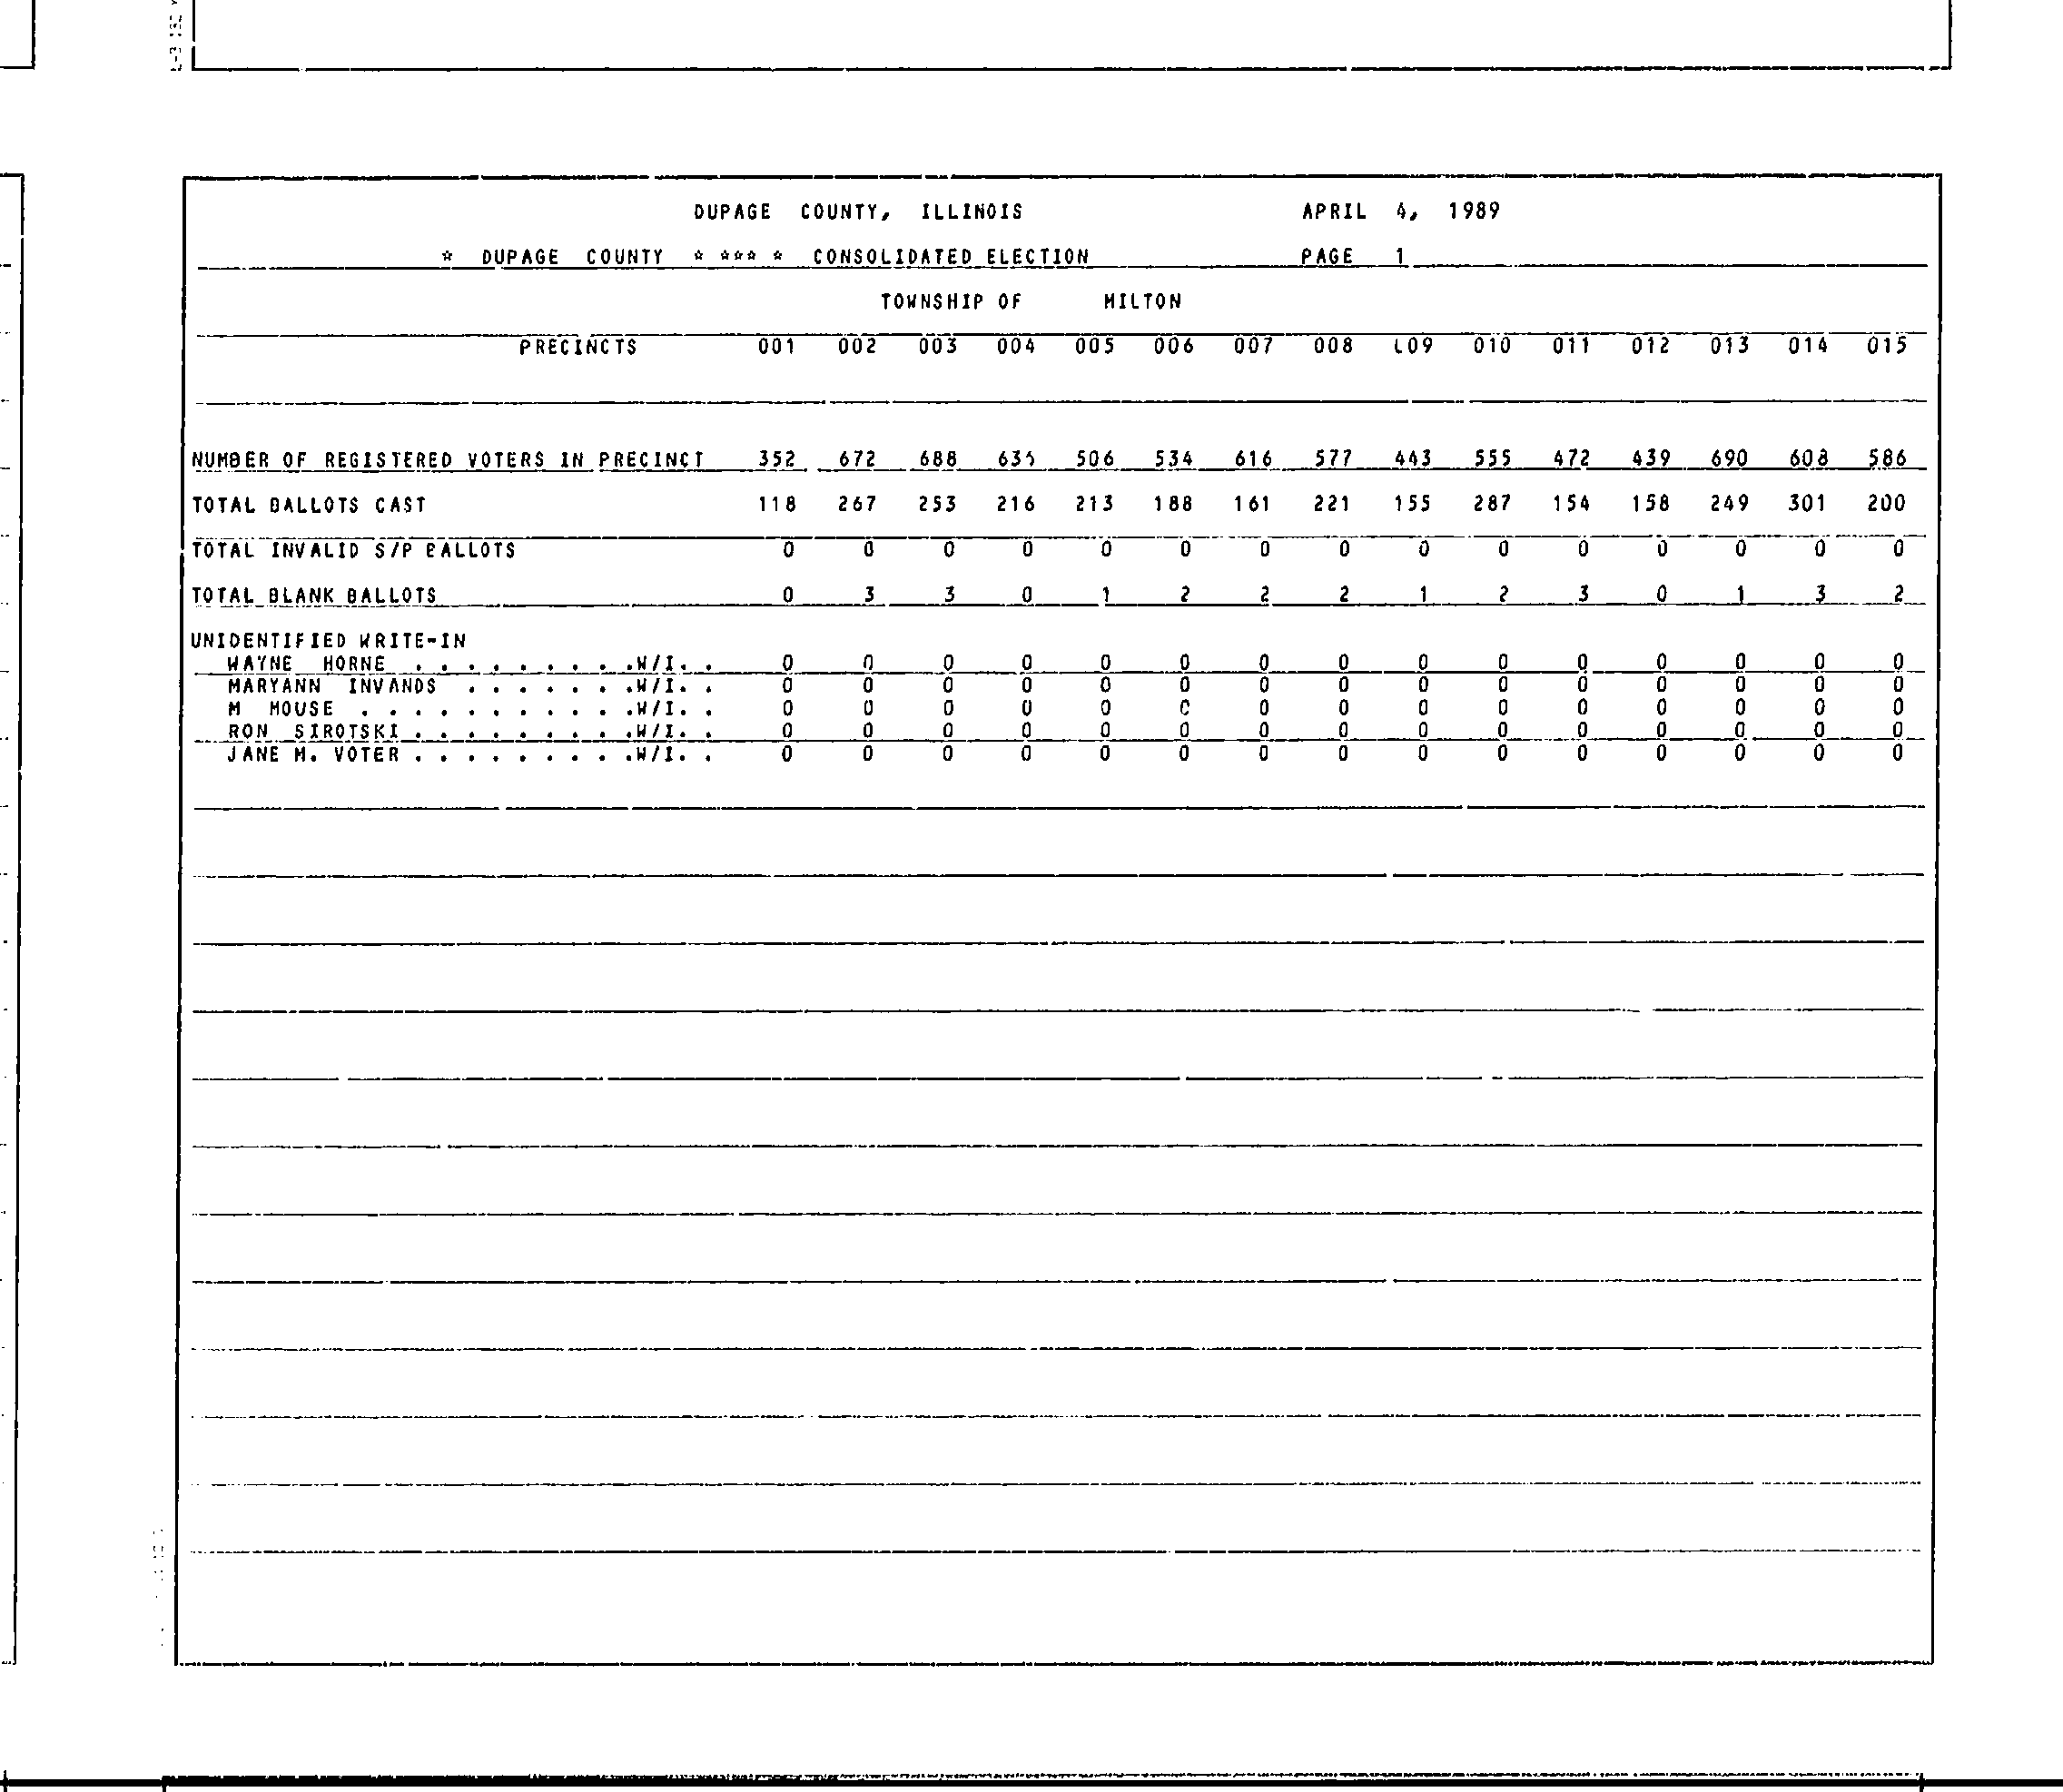 DUPAGE COUNTY, ILLINOIS APRIL 4, 1989
* DUPAGE COUNTY * *** * CONSOLIDATED ELECTION PAGE 1
TOWNSHIP OF MILTON
PRECINCTS 001 002 003 004 005 006 007 008 L09 010 011 012 013 014 015
NUMBER OF REGISTERED VOTERS IN PRECINCT 352 672 688 506 534 616 577 443 555 472 439 690 608 586
TOTAL BALLOTS CAST 118 267 253 216 213 188 161 221 155 287 154 158 249 301 200
TOTAL INVALID S/P BALLOTS 0 0 0 0 0 0 0 0 0 0 0 0 0 0 0
TOTAL BLANK BALLOTS 0 3 3 0 1 2 2 2 1 2 3 0 1 3 2
UNIDENTIFIED WRITE-IN
WAYNE HORNE . . . . . . . . .W/I. . 0 0 0 0 0 0 0 0 0 0 0 0 0 0 0
MARYANN INVANDS . . . . . . .W/I. . 0 0 0 0 0 0 0 0 0 0 0 0 0 0 0
M MOUSE . . . . . . . . . . .W/I. . 0 0 0 0 0 0 0 0 0 0 0 0 0 0 0
RON SIROTSKI . . . . . . . . .W/I. . 0 0 0 0 0 0 0 0 0 0 0 0 0 0 0
JANE M. VOTER . . . . . . . . .W/I. . 0 0 0 0 0 0 0 0 0 0 0 0 0 0 0